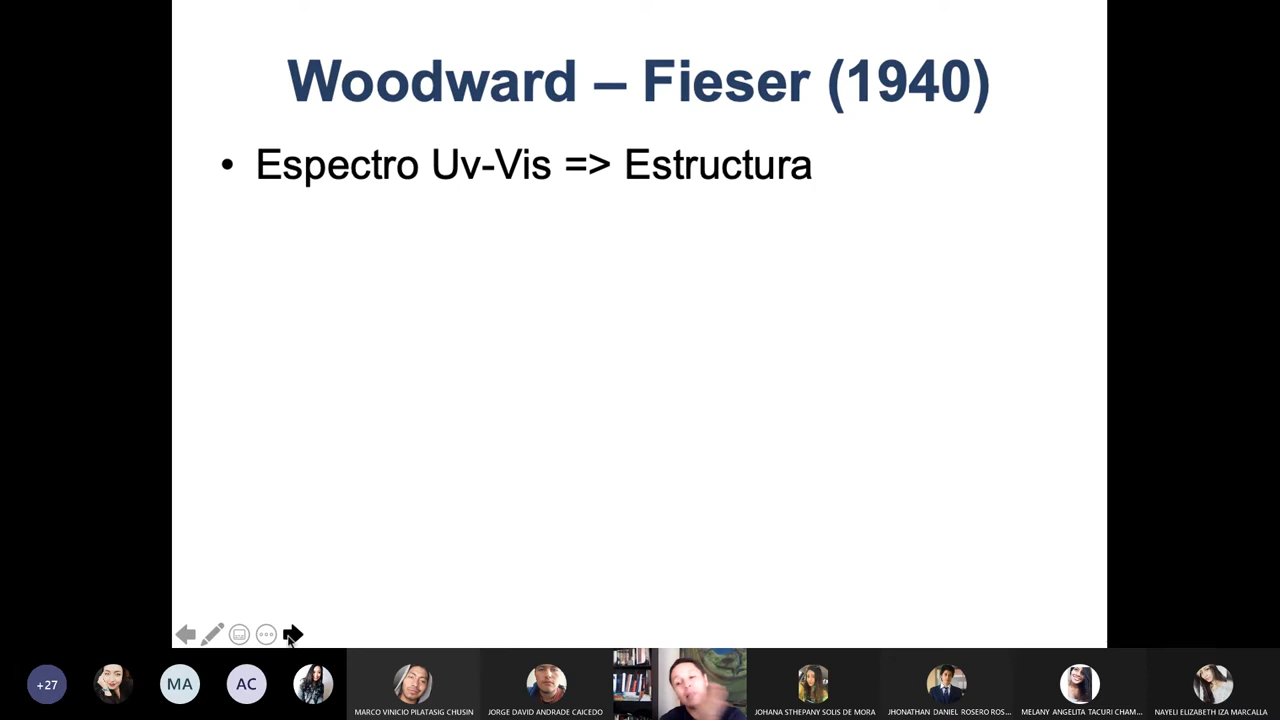 Woodward – Fieser (1940)
• Espectro Uv-Vis => Estructura
+27
MA
AC
MARCO VINICIO PILATASIG CHUSIN
JORGE DAVID ANDRADE CAICEDO
JOHANA STHEPANY SOLIS DE MORA
JHONATHAN DANIEL ROSERO ROS...
MELANY ANGELITA TACURI CHAM...
NAYELI ELIZABETH IZA MARCALLA